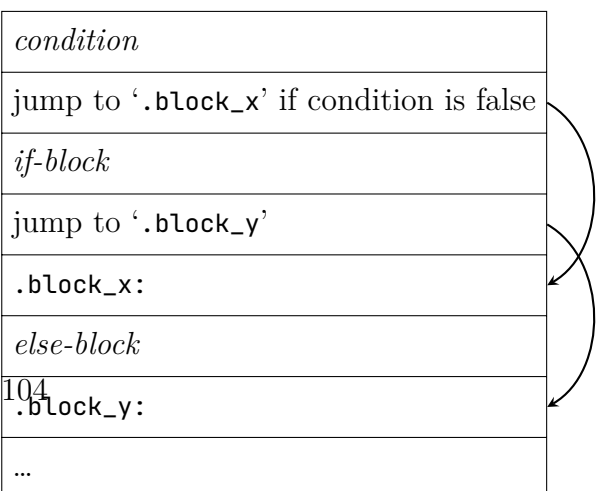 condition
jump to ‘.block_x’ if condition is false
if-block
jump to ‘.block_y’
.block_x:
else-block
104
.block_y:
…